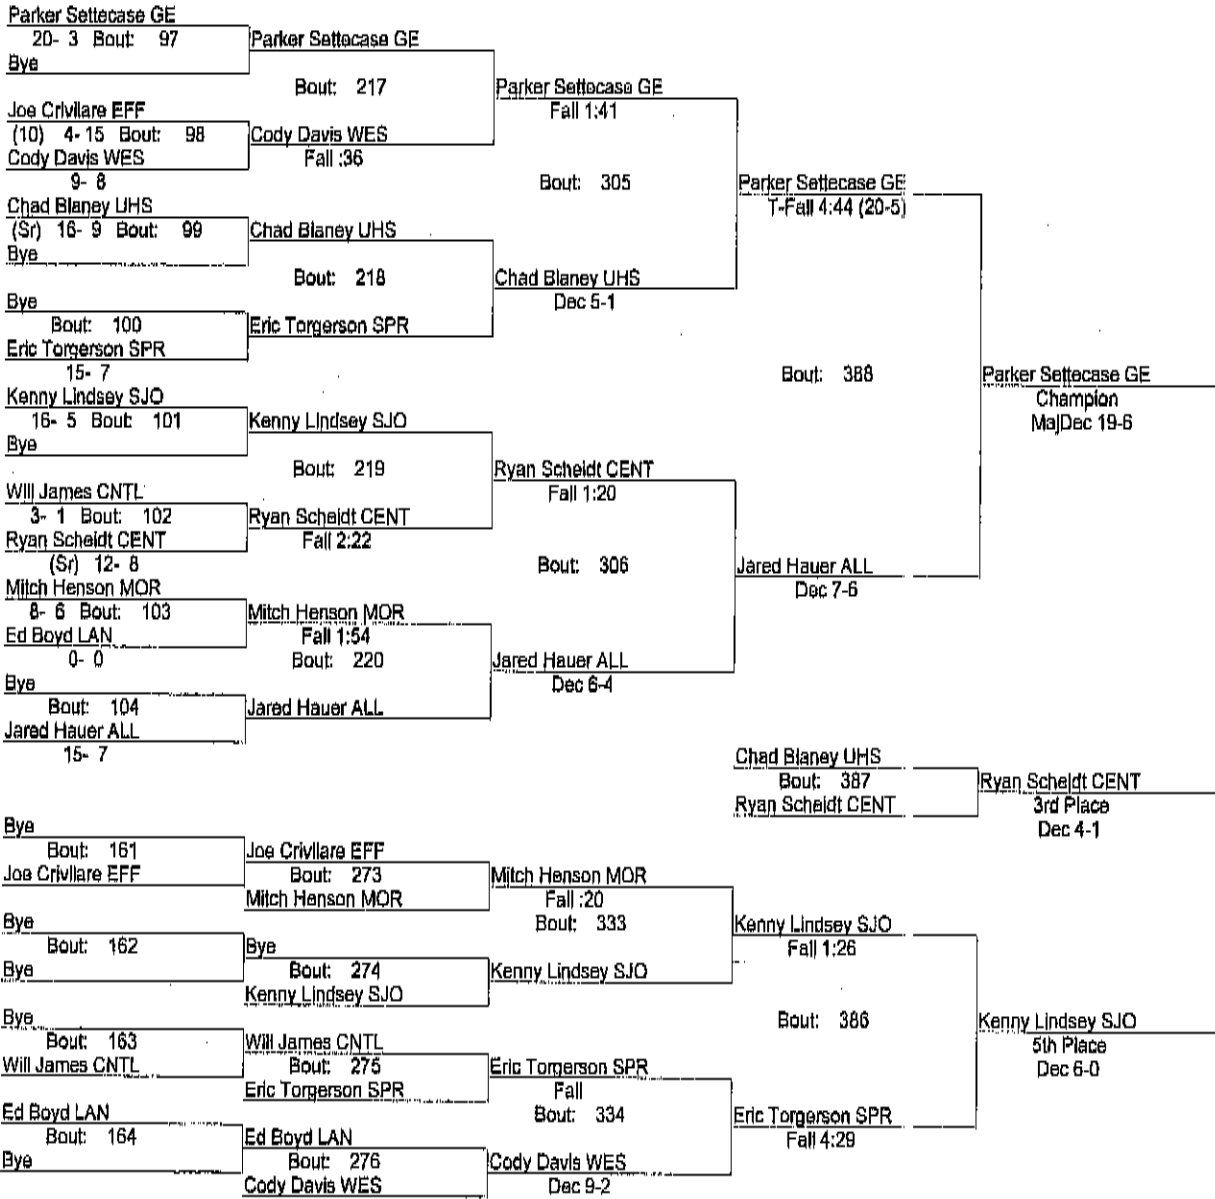 Parker Settecase GE
20- 3 Bout: 97
Bye
Parker Settecase GE
Bout: 217
Joe Crivilare EFF
(10) 4- 15 Bout: 98
Cody Davis WES
9- 8
Cody Davis WES
Fall :36
Parker Settecase GE
Fall 1:41
Bout: 305
Chad Blaney UHS
(Sr) 16- 9 Bout: 99
Bye
Chad Blaney UHS
Bout: 218
Bye
Bout: 100
Eric Torgerson SPR
15- 7
Eric Torgerson SPR
Chad Blaney UHS
Dec 5-1
Parker Settecase GE
T-Fall 4:44 (20-5)
Bout: 388
Kenny Lindsey SJO
16- 5 Bout: 101
Bye
Kenny Lindsey SJO
Bout: 219
Will James CNTL
3- 1 Bout: 102
Ryan Scheidt CENT
(Sr) 12- 8
Ryan Scheidt CENT
Fall 2:22
Ryan Scheidt CENT
Fall 1:20
Bout: 306
Mitch Henson MOR
8- 6 Bout: 103
Ed Boyd LAN
0- 0
Mitch Henson MOR
Fall 1:54
Bout: 220
Bye
Bout: 104
Jared Hauer ALL
15- 7
Jared Hauer ALL
Jared Hauer ALL
Dec 6-4
Jared Hauer ALL
Dec 7-6
Parker Settecase GE
Champion
MajDec 19-6
Chad Blaney UHS
Bout: 387
Ryan Scheidt CENT
Ryan Scheidt CENT
3rd Place
Dec 4-1
Bye
Bout: 161
Joe Crivilare EFF
Joe Crivilare EFF
Bout: 273
Mitch Henson MOR
Mitch Henson MOR
Fall :20
Bout: 333
Bye
Bout: 162
Bye
Bye
Bout: 274
Kenny Lindsey SJO
Kenny Lindsey SJO
Kenny Lindsey SJO
Fall 1:26
Bout: 386
Bye
Bout: 163
Will James CNTL
Will James CNTL
Bout: 275
Eric Torgerson SPR
Eric Torgerson SPR
Fall
Bout: 334
Ed Boyd LAN
Bout: 164
Bye
Ed Boyd LAN
Bout: 276
Cody Davis WES
Cody Davis WES
Dec 9-2
Eric Torgerson SPR
Fall 4:29
Kenny Lindsey SJO
5th Place
Dec 6-0